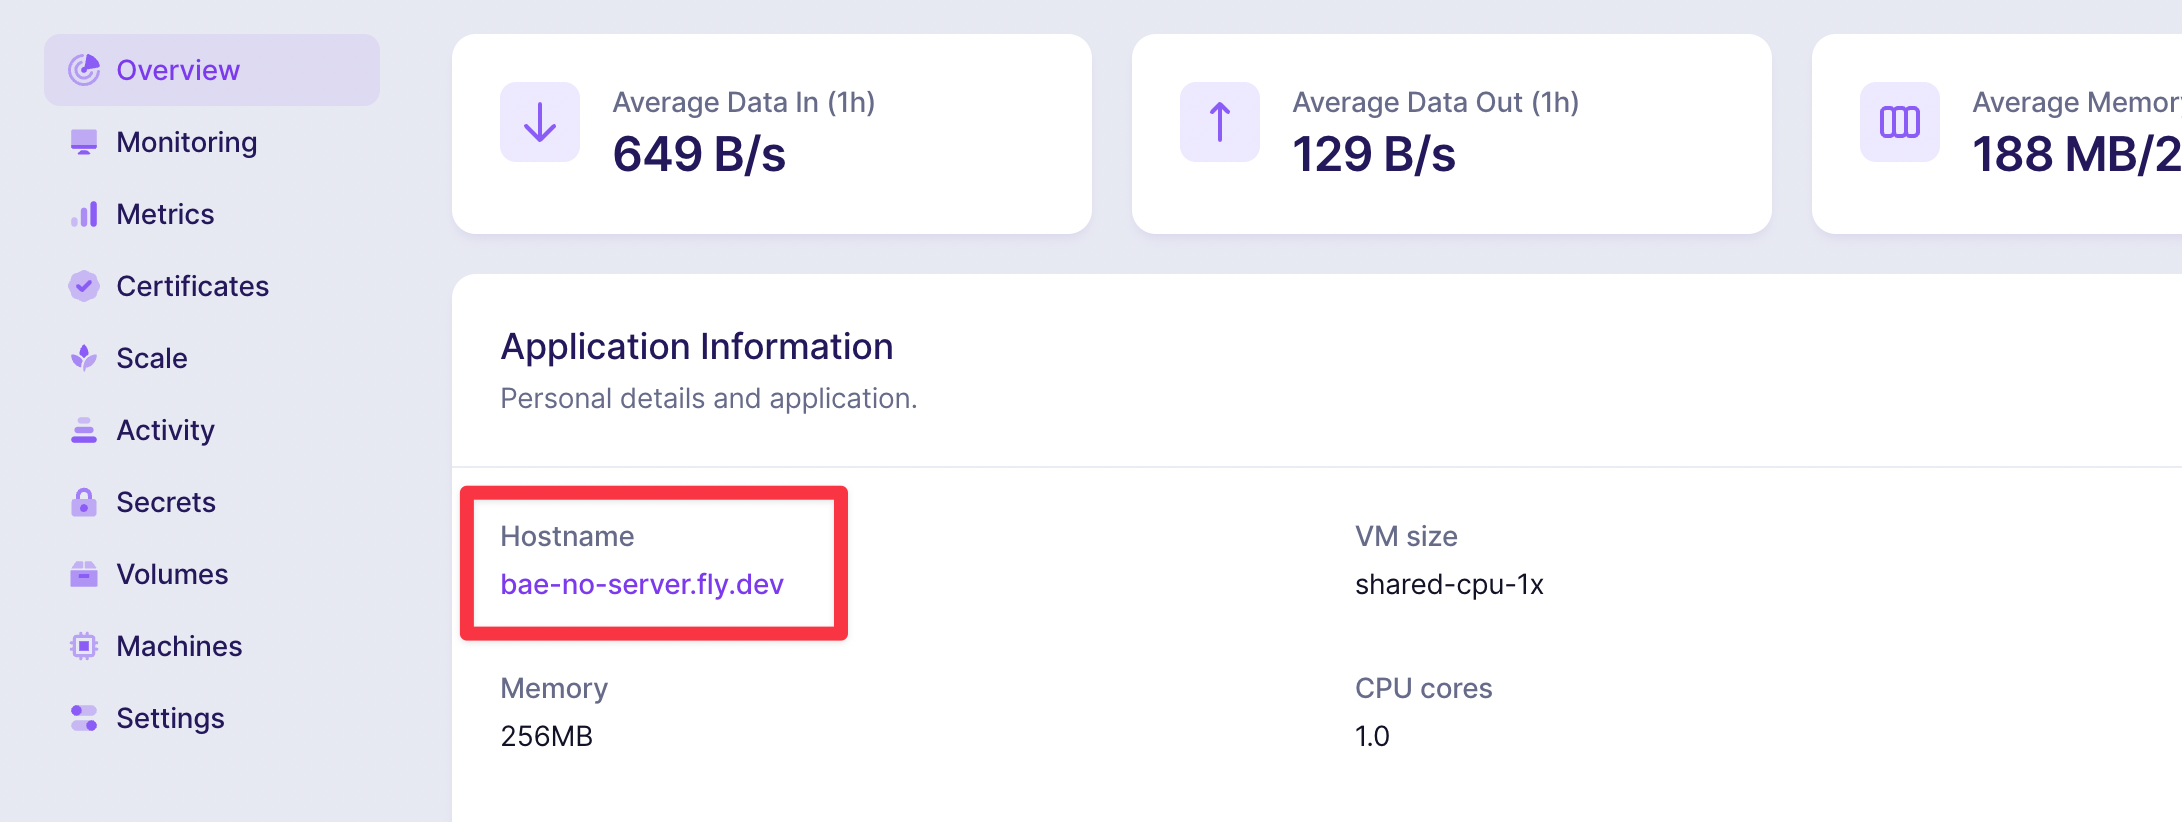 Overview
Monitoring
Metrics
Certificates
Scale
Activity
Secrets
Volumes
Machines
Settings
Average Data In (1h)
649 B/s
Average Data Out (1h)
129 B/s
Average Memor
188 MB/2
Application Information
Personal details and application.
Hostname
bae-no-server.fly.dev
VM size
shared-cpu-1x
Memory
256MB
CPU cores
1.0